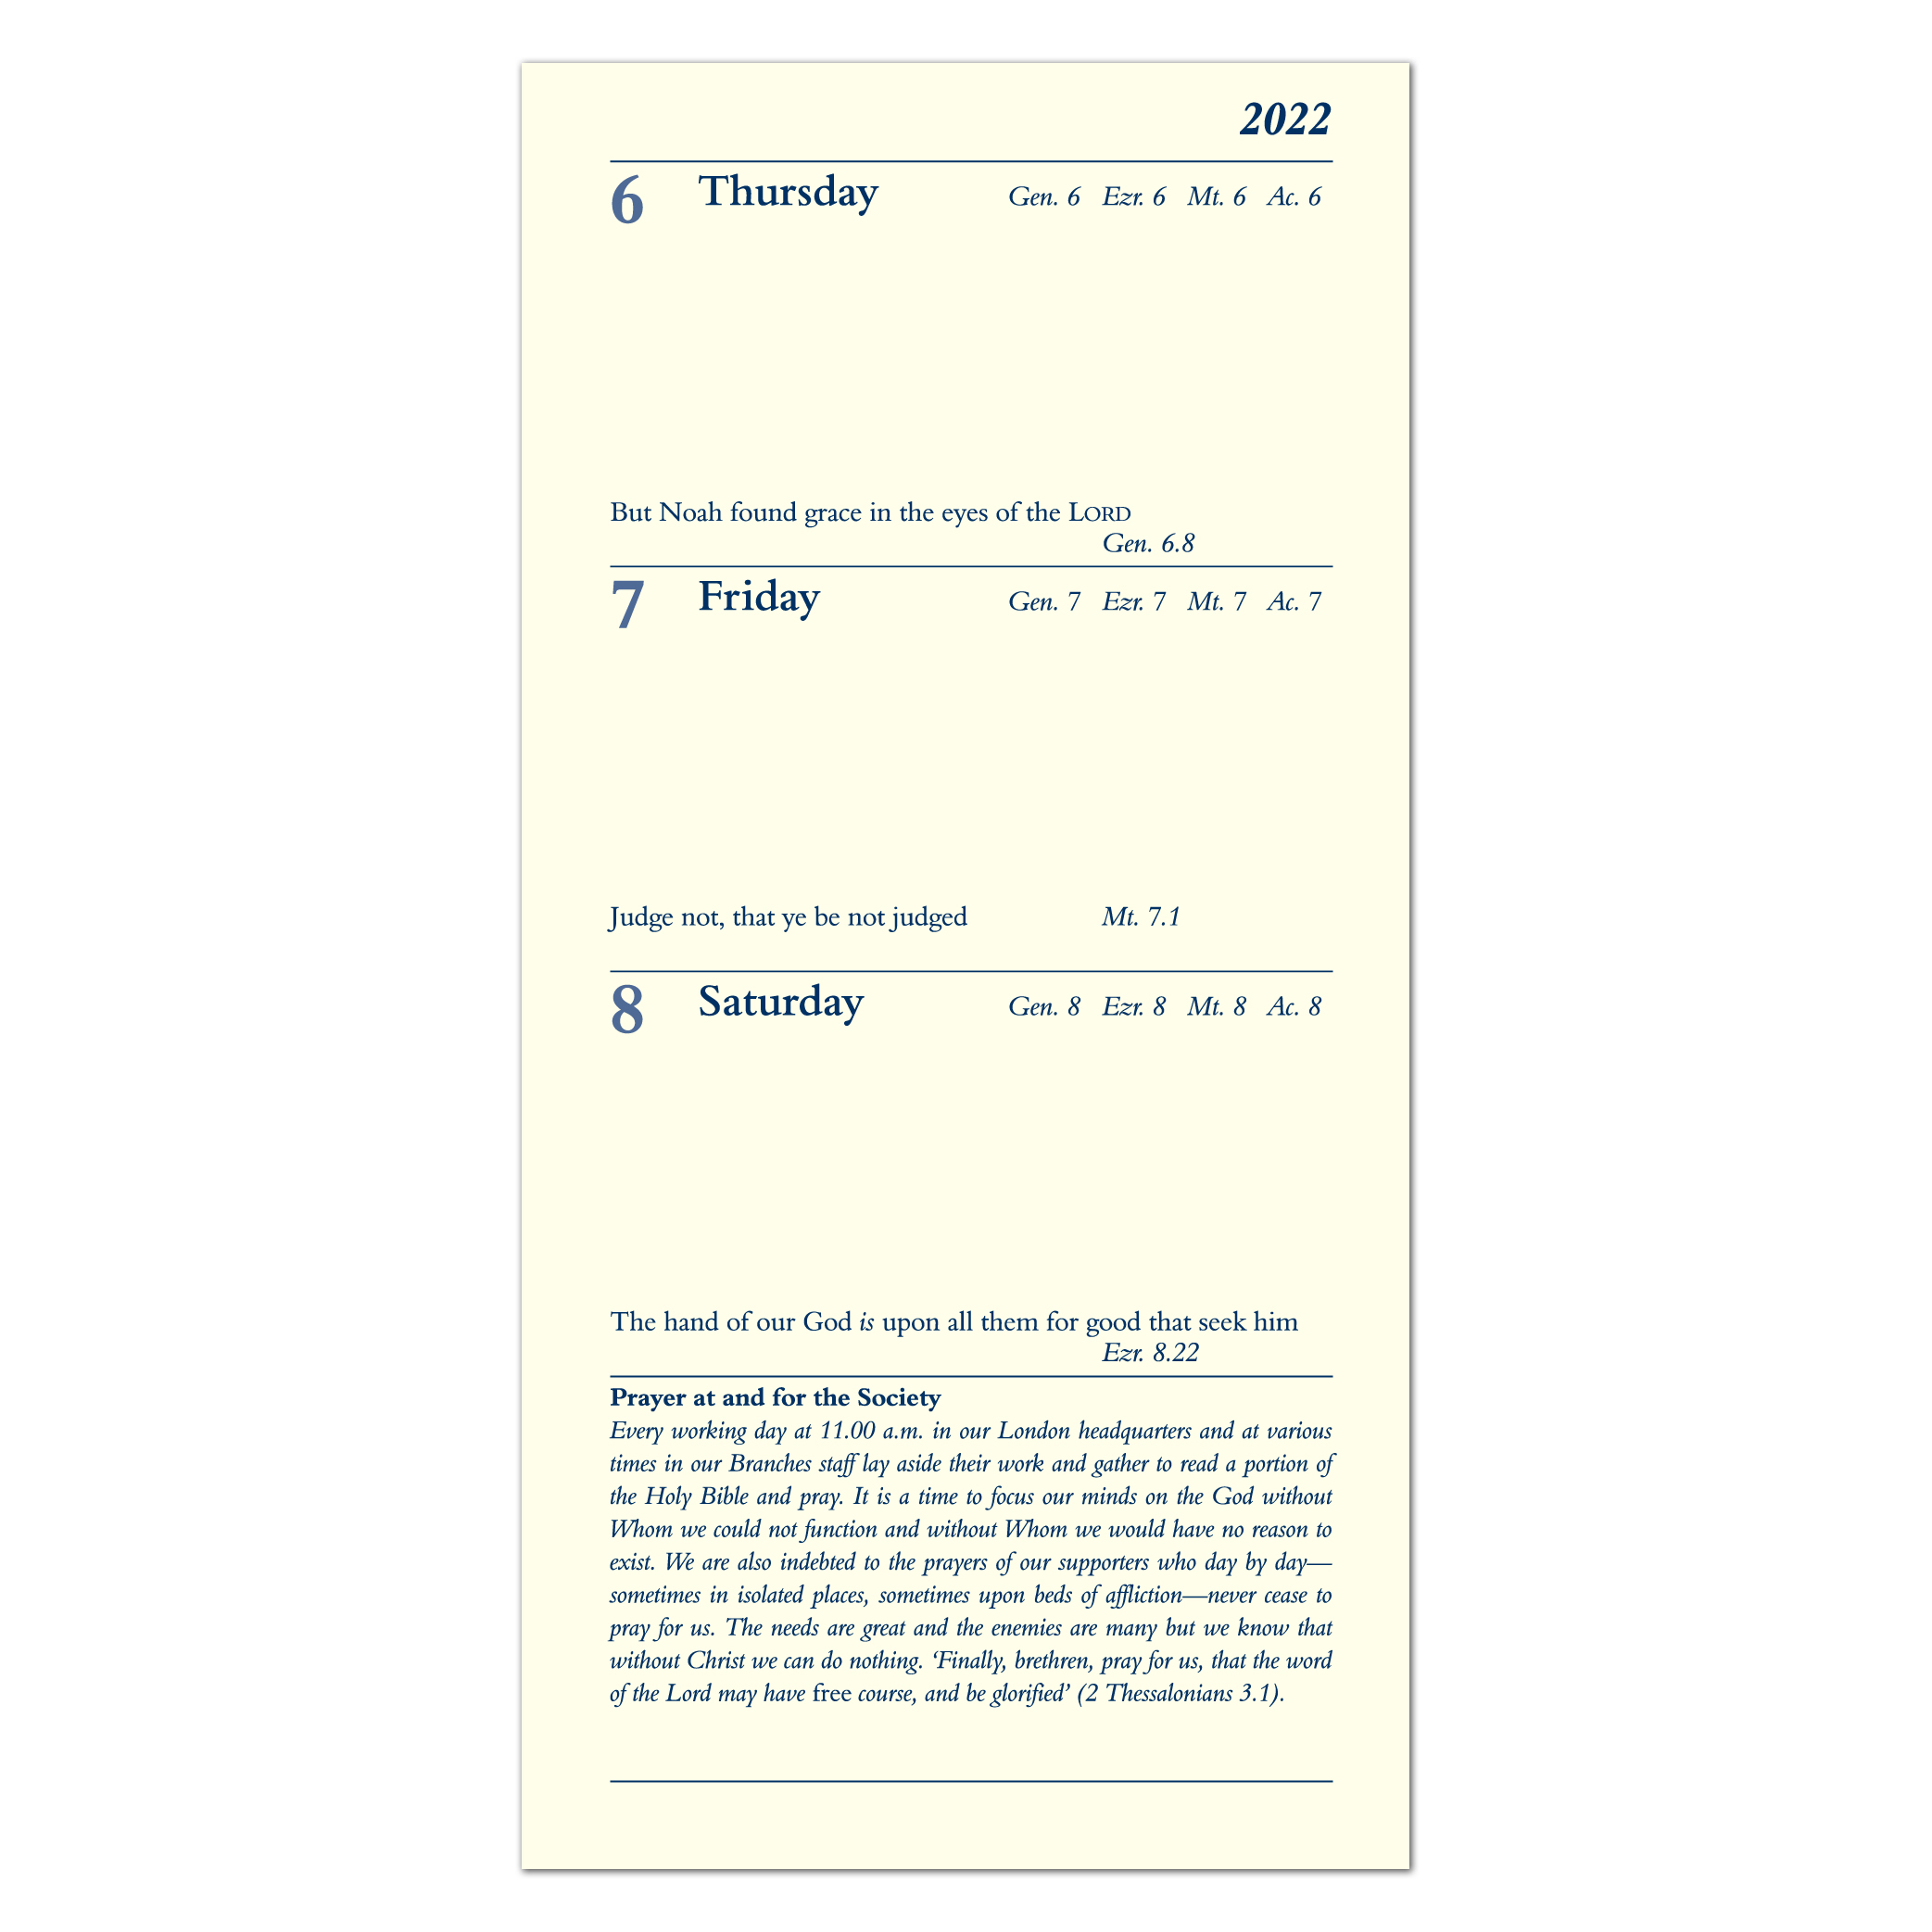 2022
6 Thursday Gen. 6 Ezr. 6 Mt. 6 Ac. 6
But Noah found grace in the eyes of the LORD
Gen. 6.8
7 Friday Gen. 7 Ezr. 7 Mt. 7 Ac. 7
Judge not, that ye be not judged Mt. 7.1
8 Saturday Gen. 8 Ezr. 8 Mt. 8 Ac. 8
The hand of our God is upon all them for good that seek him
Ezr. 8.22
Prayer at and for the Society
Every working day at 11.00 a.m. in our London headquarters and at various
times in our Branches staff lay aside their work and gather to read a portion of
the Holy Bible and pray. It is a time to focus our minds on the God without
Whom we could not function and without Whom we would have no reason to
exist. We are also indebted to the prayers of our supporters who day by day—
sometimes in isolated places, sometimes upon beds of affliction—never cease to
pray for us. The needs are great and the enemies are many but we know that
without Christ we can do nothing. ‘Finally, brethren, pray for us, that the word
of the Lord may have free course, and be glorified’ (2 Thessalonians 3.1).